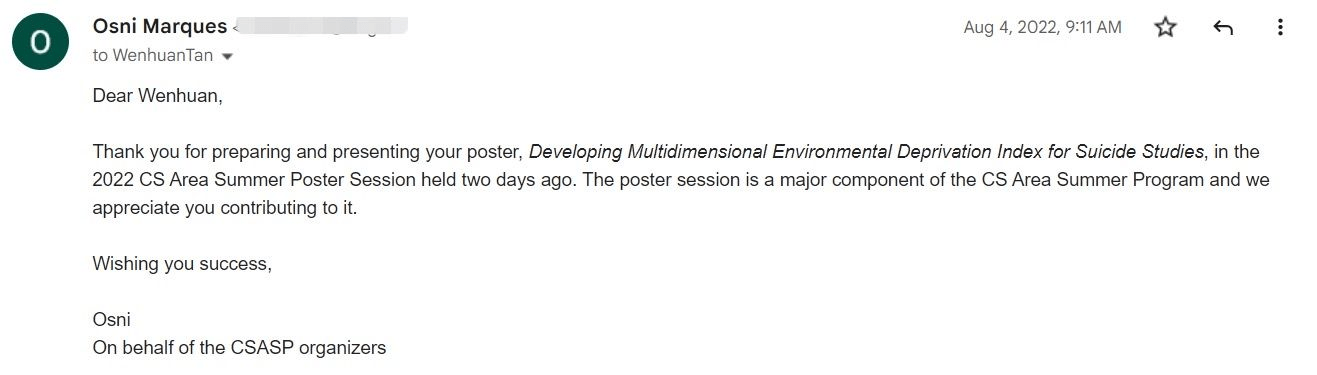 O
Osni Marques <
Aug 4, 2022, 9:11 AM
to WenhuanTan
Dear Wenhuan,
Thank you for preparing and presenting your poster, Developing Multidimensional Environmental Deprivation Index for Suicide Studies, in the
2022 CS Area Summer Poster Session held two days ago. The poster session is a major component of the CS Area Summer Program and we
appreciate you contributing to it.
Wishing you success,
Osni
On behalf of the CSASP organizers